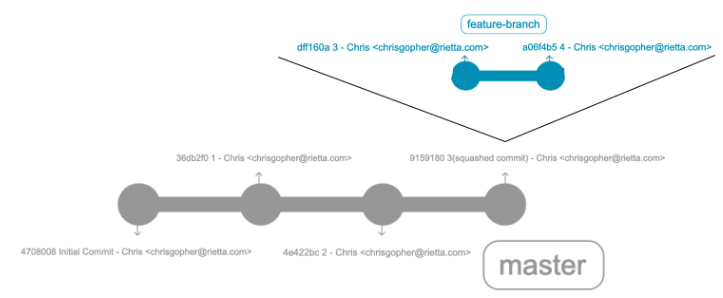 feature-branch
dff160a 3 - Chris <chrisgopher@rietta.com>
a06f4b5 4 - Chris <chrisgopher@rietta.com>
36db2f0 1 - Chris <chrisgopher@rietta.com>
9159180 3(squashed commit) - Chris <chrisgopher@rietta.com>
4708008 Initial Commit - Chris <chrisgopher@rietta.com>
4e422bc 2 - Chris <chrisgopher@rietta.com>
master